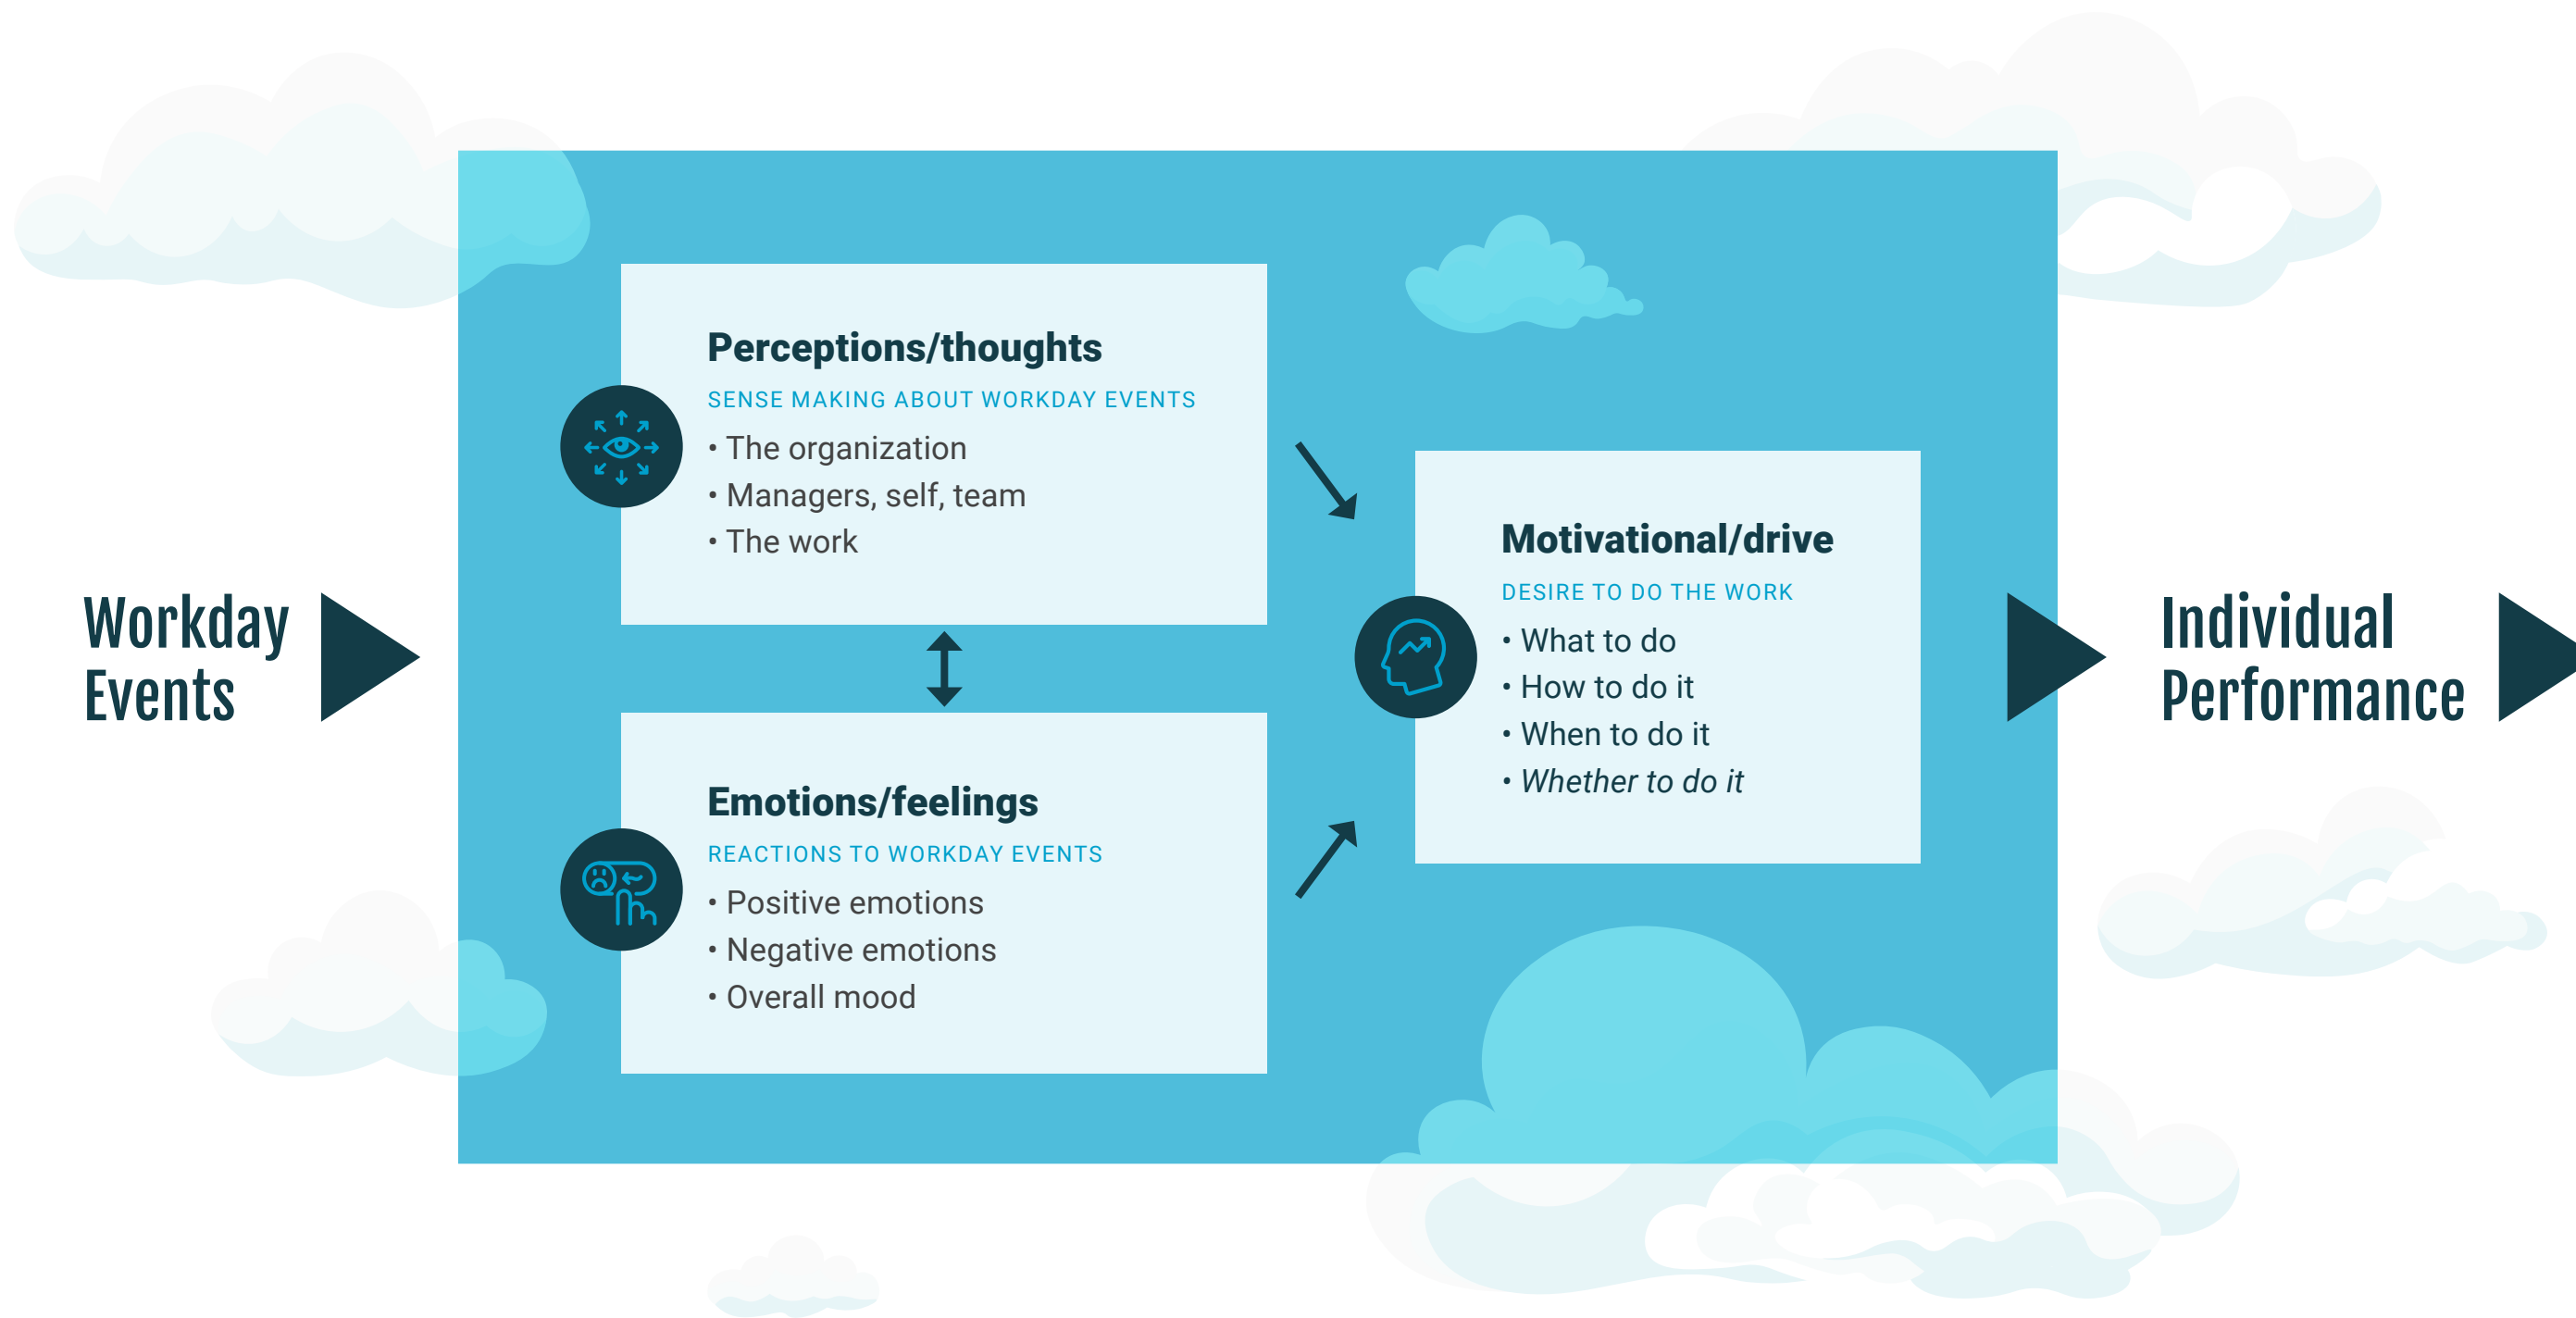 Workday
Events
Perceptions/thoughts
SENSE MAKING ABOUT WORKDAY EVENTS
• The organization
• Managers, self, team
• The work
Emotions/feelings
REACTIONS TO WORKDAY EVENTS
• Positive emotions
• Negative emotions
• Overall mood
Motivational/drive
DESIRE TO DO THE WORK
• What to do
• How to do it
• When to do it
• Whether to do it
Individual
Performance